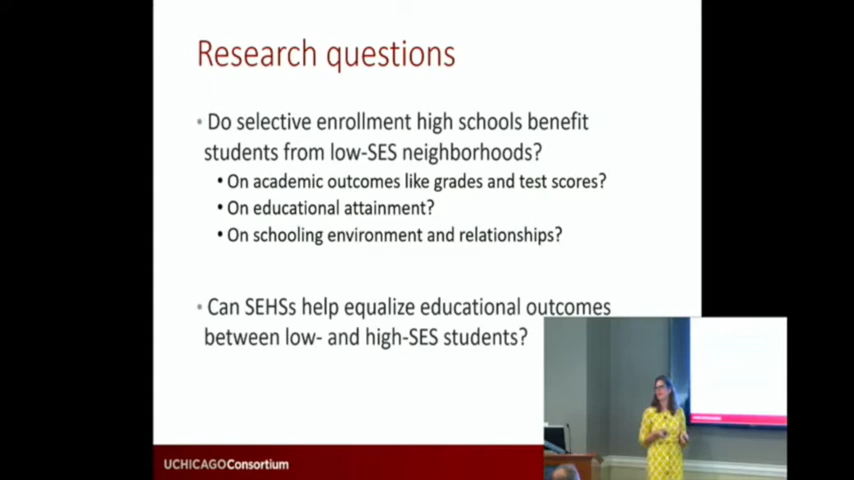 Research questions
• Do selective enrollment high schools benefit
students from low-SES neighborhoods?
• On academic outcomes like grades and test scores?
• On educational attainment?
• On schooling environment and relationships?
• Can SEHSs help equalize educational outcomes
between low- and high-SES students?
UCHICAGOConsortium